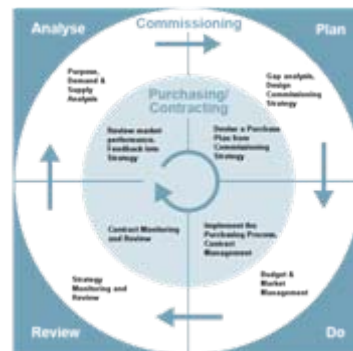 Analyse
Commissioning
Plan
Purpose,
Demand &
Supply
Analysis
Gap analysis,
Design
Commissioning
Strategy
Purchasing/
Contracting
Review market
performance.
Feedback into
Strategy
Devise a Purchase
Plan from
Commissioning
Strategy
Contract Monitoring
and Review
Implement the
Purchasing Process,
Contract
Management
Strategy
Monitoring and
Review
Budget &
Market
Management
Review
Do